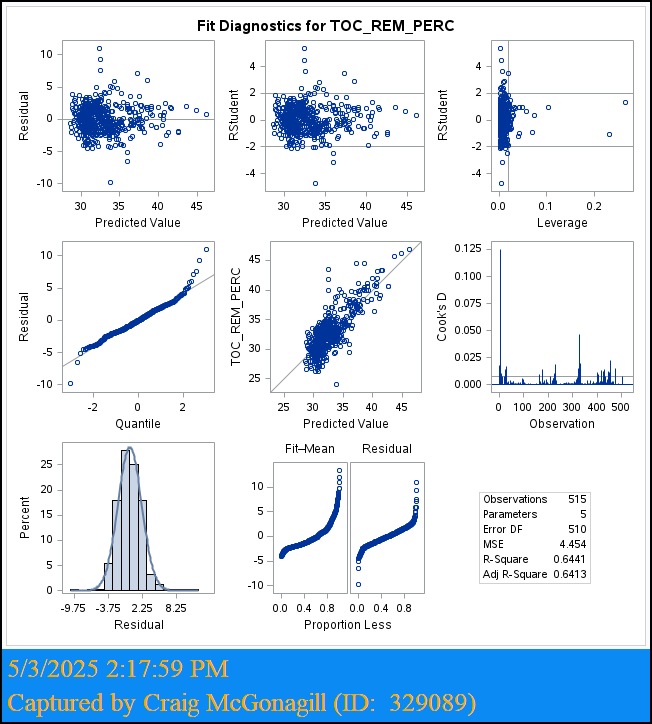 Fit Diagnostics for TOC_REM_PERC
10
5
0
-5
-10
Residual
30 35 40 45
Predicted Value
4
2
0
-2
-4
RStudent
30 35 40 45
Predicted Value
4
2
0
-2
-4
RStudent
0.0 0.1 0.2
Leverage
10
5
0
-5
-10
Residual
-2 0 2
Quantile
45
40
35
30
25
TOC_REM_PERC
25 30 35 40 45
Predicted Value
0.125
0.100
0.075
0.050
0.025
0.000
Cook's D
0 100 200 300 400 500
Observation
25
20
15
10
5
0
Percent
-9.75 -3.75 2.25 8.25
Residual
Fit–Mean Residual
10
5
0
-5
-10
0.0 0.4 0.8 0.0 0.4 0.8
Proportion Less
Observations 515
Parameters 5
Error DF 510
MSE 4.454
R-Square 0.6441
Adj R-Square 0.6413
5/3/2025 2:17:59 PM
Captured by Craig McGonagill (ID: 329089)